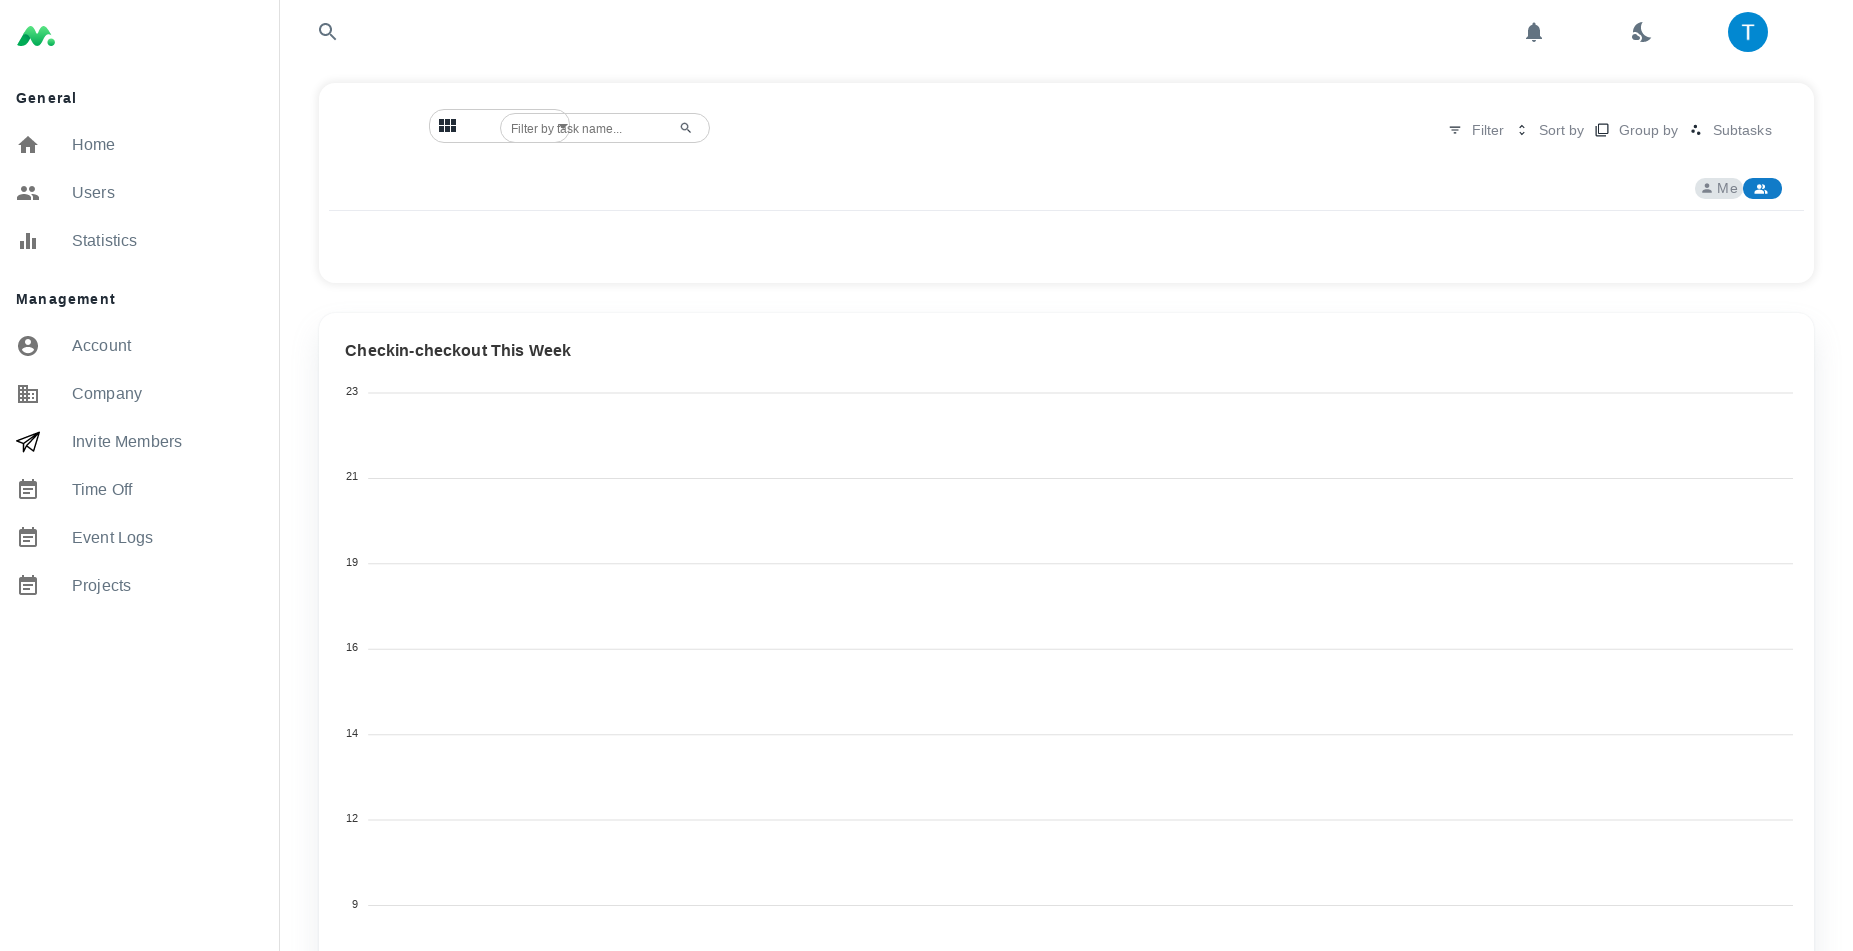 T
General
Home
Users
Statistics
Management
Account
Company
Invite Members
Time Off
Event Logs
Projects
Filter by task name...
Filter Sort by Group by Subtasks
Me
Checkin-checkout This Week
23
21
19
16
14
12
9